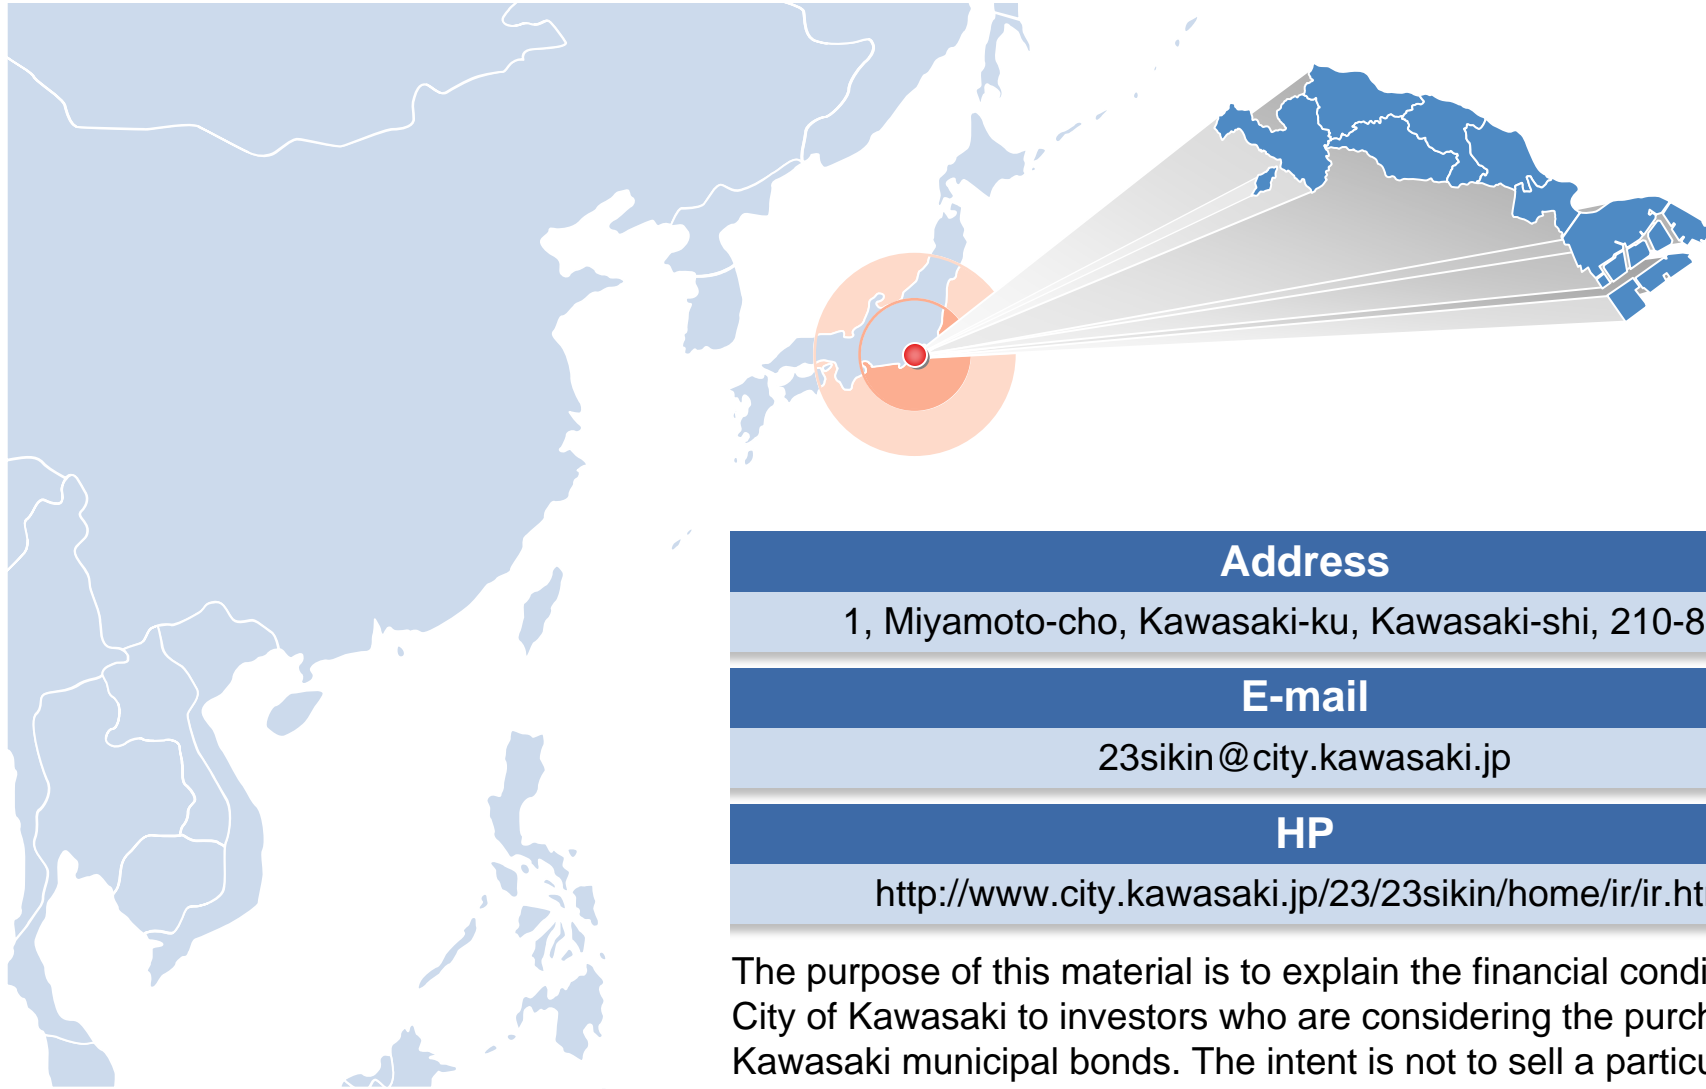 Address
1, Miyamoto-cho, Kawasaki-ku, Kawasaki-shi, 210-8
E-mail
23sikin@city.kawasaki.jp
HP
http://www.city.kawasaki.jp/23/23sikin/home/ir/ir.ht
The purpose of this material is to explain the financial condi
City of Kawasaki to investors who are considering the purch
Kawasaki municipal bonds. The intent is not to sell a particu